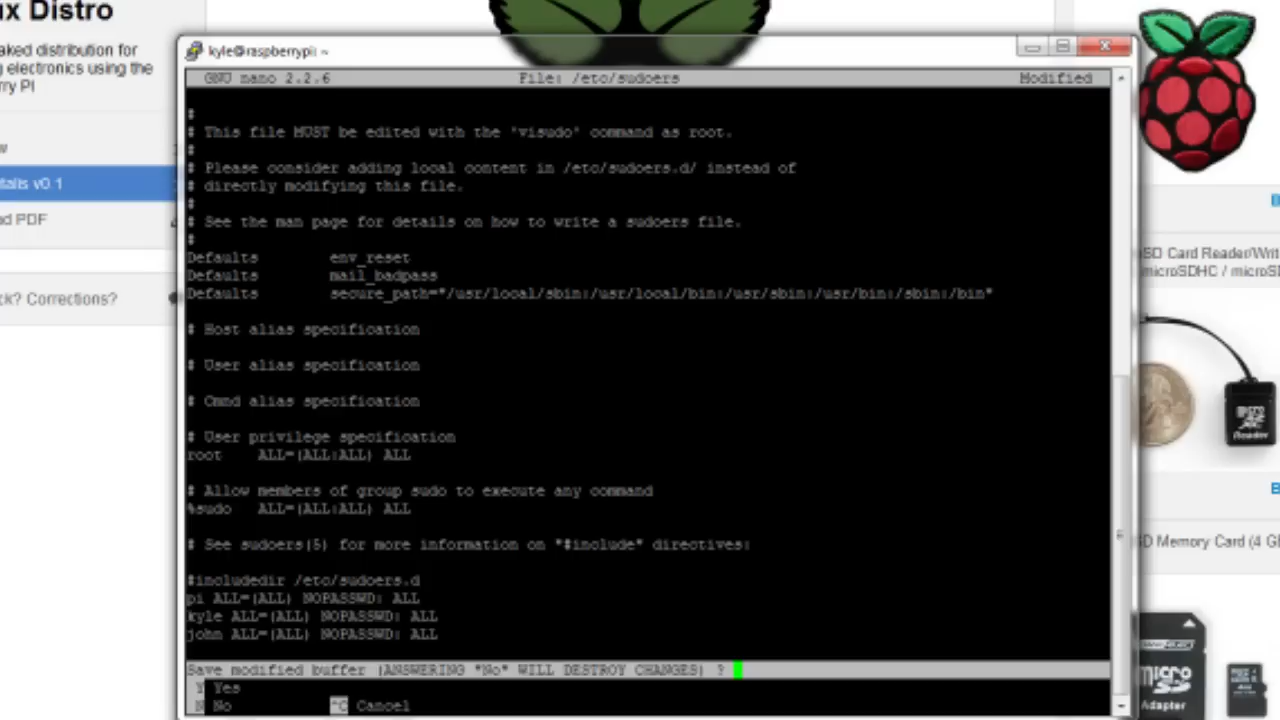 ux Distro
aked distribution for
g electronics using the
rry Pi
w
talis v0.1
ad PDF
ck? Corrections?
kyle@raspberrypi: ~
GNU nano 2.2.6 File: /etc/sudoers Modified
#
# This file MUST be edited with the 'visudo' command as root.
#
# Please consider adding local content in /etc/sudoers.d/ instead of
# directly modifying this file.
#
# See the man page for details on how to write a sudoers file.
#
Defaults env_reset
Defaults mail_badpass
Defaults secure_path="/usr/local/sbin:/usr/local/bin:/usr/sbin:/usr/bin:/sbin:/bin"
# Host alias specification
# User alias specification
# Cmnd alias specification
# User privilege specification
root ALL=(ALL:ALL) ALL
# Allow members of group sudo to execute any command
%sudo ALL=(ALL:ALL) ALL
# See sudoers(5) for more information on "#include" directives:
#includedir /etc/sudoers.d
pi ALL=(ALL) NOPASSWD: ALL
kyle ALL=(ALL) NOPASSWD: ALL
john ALL=(ALL) NOPASSWD: ALL
Save modified buffer (ANSWERING "No" WILL DESTROY CHANGES) ?
Y Yes
N No ^C Cancel
SD Card Reader/Writ
microSDHC / microS
Reader
SD Memory Card (4 G
micro
Adapter